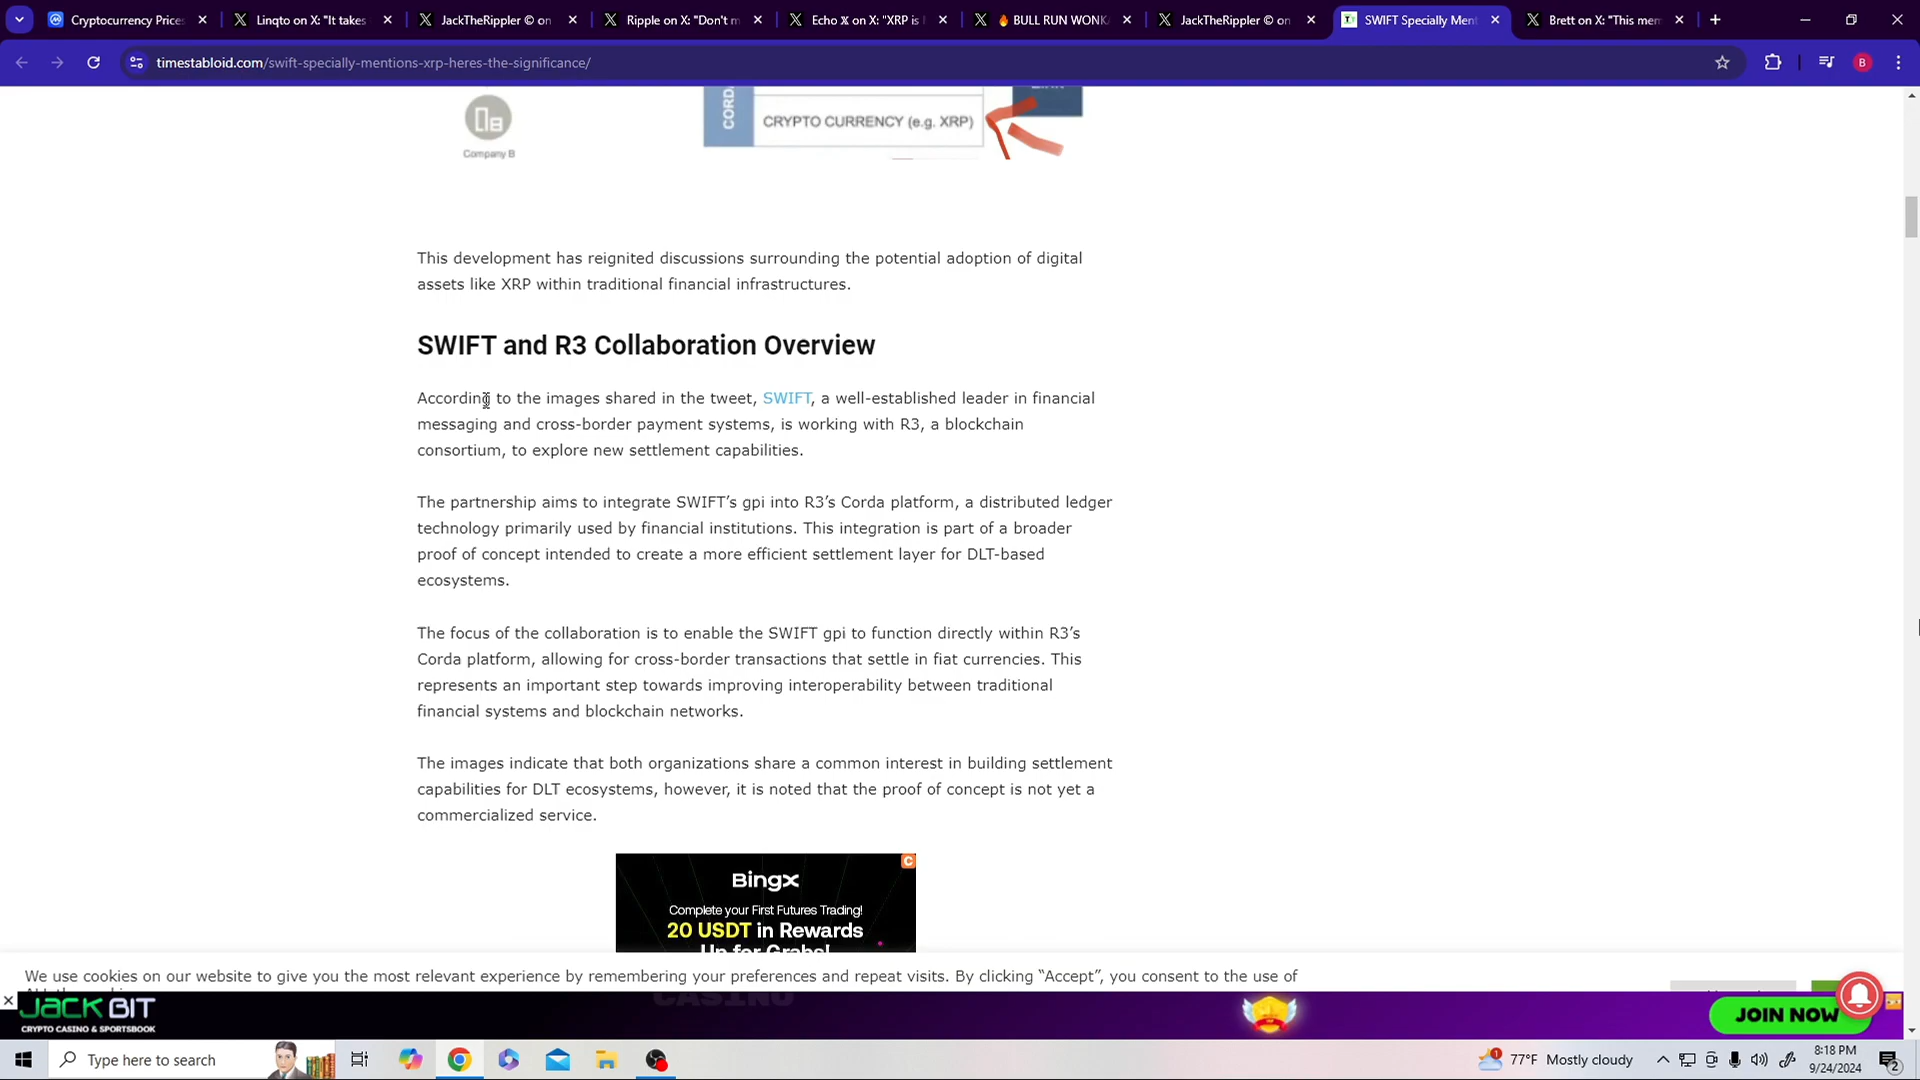 Cryptocurrency Prices
Linqto on X: "It takes
JackTheRippler © on
Ripple on X: "Don't m
Echo X on X: "XRP is
BULL RUN WONK
JackTheRippler © on
SWIFT Specially Ment
Brett on X: "This mem
timestabloid.com/swift-specially-mentions-xrp-heres-the-significance/
B
CORD
Company B
CRYPTO CURRENCY (e.g. XRP)
This development has reignited discussions surrounding the potential adoption of digital
assets like XRP within traditional financial infrastructures.
SWIFT and R3 Collaboration Overview
According to the images shared in the tweet, SWIFT, a well-established leader in financial
messaging and cross-border payment systems, is working with R3, a blockchain
consortium, to explore new settlement capabilities.
The partnership aims to integrate SWIFT’s gpi into R3’s Corda platform, a distributed ledger
technology primarily used by financial institutions. This integration is part of a broader
proof of concept intended to create a more efficient settlement layer for DLT-based
ecosystems.
The focus of the collaboration is to enable the SWIFT gpi to function directly within R3’s
Corda platform, allowing for cross-border transactions that settle in fiat currencies. This
represents an important step towards improving interoperability between traditional
financial systems and blockchain networks.
The images indicate that both organizations share a common interest in building settlement
capabilities for DLT ecosystems, however, it is noted that the proof of concept is not yet a
commercialized service.
BingX
Complete your First Futures Trading!
20 USDT in Rewards
Up for Grabs!
We use cookies on our website to give you the most relevant experience by remembering your preferences and repeat visits. By clicking “Accept”, you consent to the use of
JACKBIT
CRYPTO CASINO & SPORTSBOOK
CASINO
JOIN NOW
Type here to search
77°F Mostly cloudy
8:18 PM
9/24/2024
2